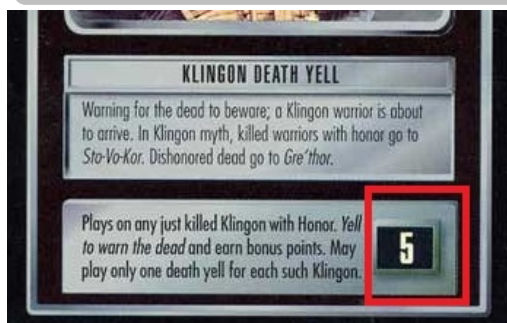 KLINGON DEATH YELL
Warning for the dead to beware; a Klingon warrior is about
to arrive. In Klingon myth, killed warriors with honor go to
Sto-Vo-Kor. Dishonored dead go to Gre'thor.
Plays on any just killed Klingon with Honor. Yell
to warn the dead and earn bonus points. May
play only one death yell for each such Klingon.
5